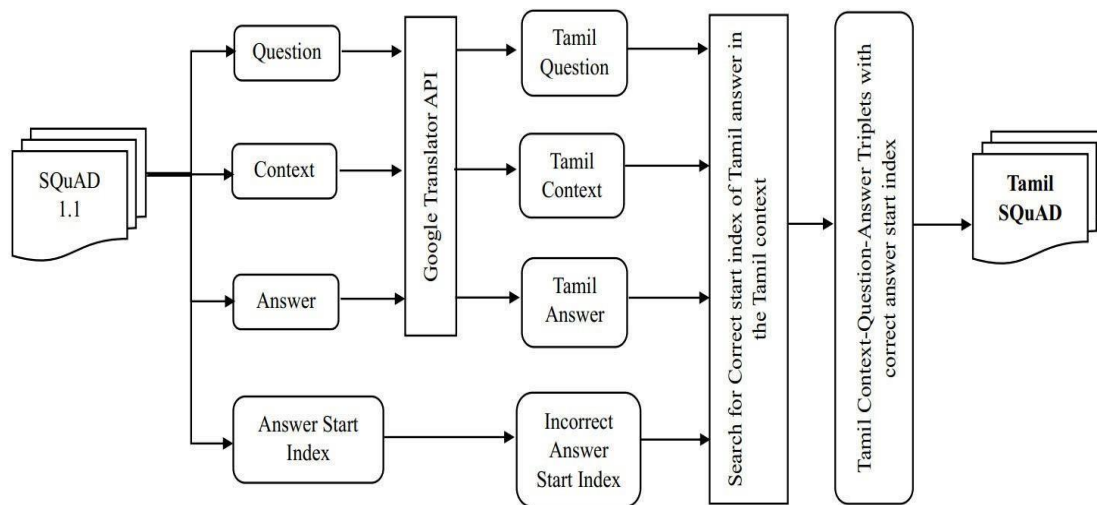 SQuAD
1.1
Question
Context
Answer
Answer Start
Index
Google Translator API
Tamil
Question
Tamil
Context
Tamil
Answer
Incorrect
Answer
Start Index
Search for Correct start index of Tamil answer in
the Tamil context
Tamil Context-Question-Answer Triplets with
correct answer start index
Tamil
SQuAD